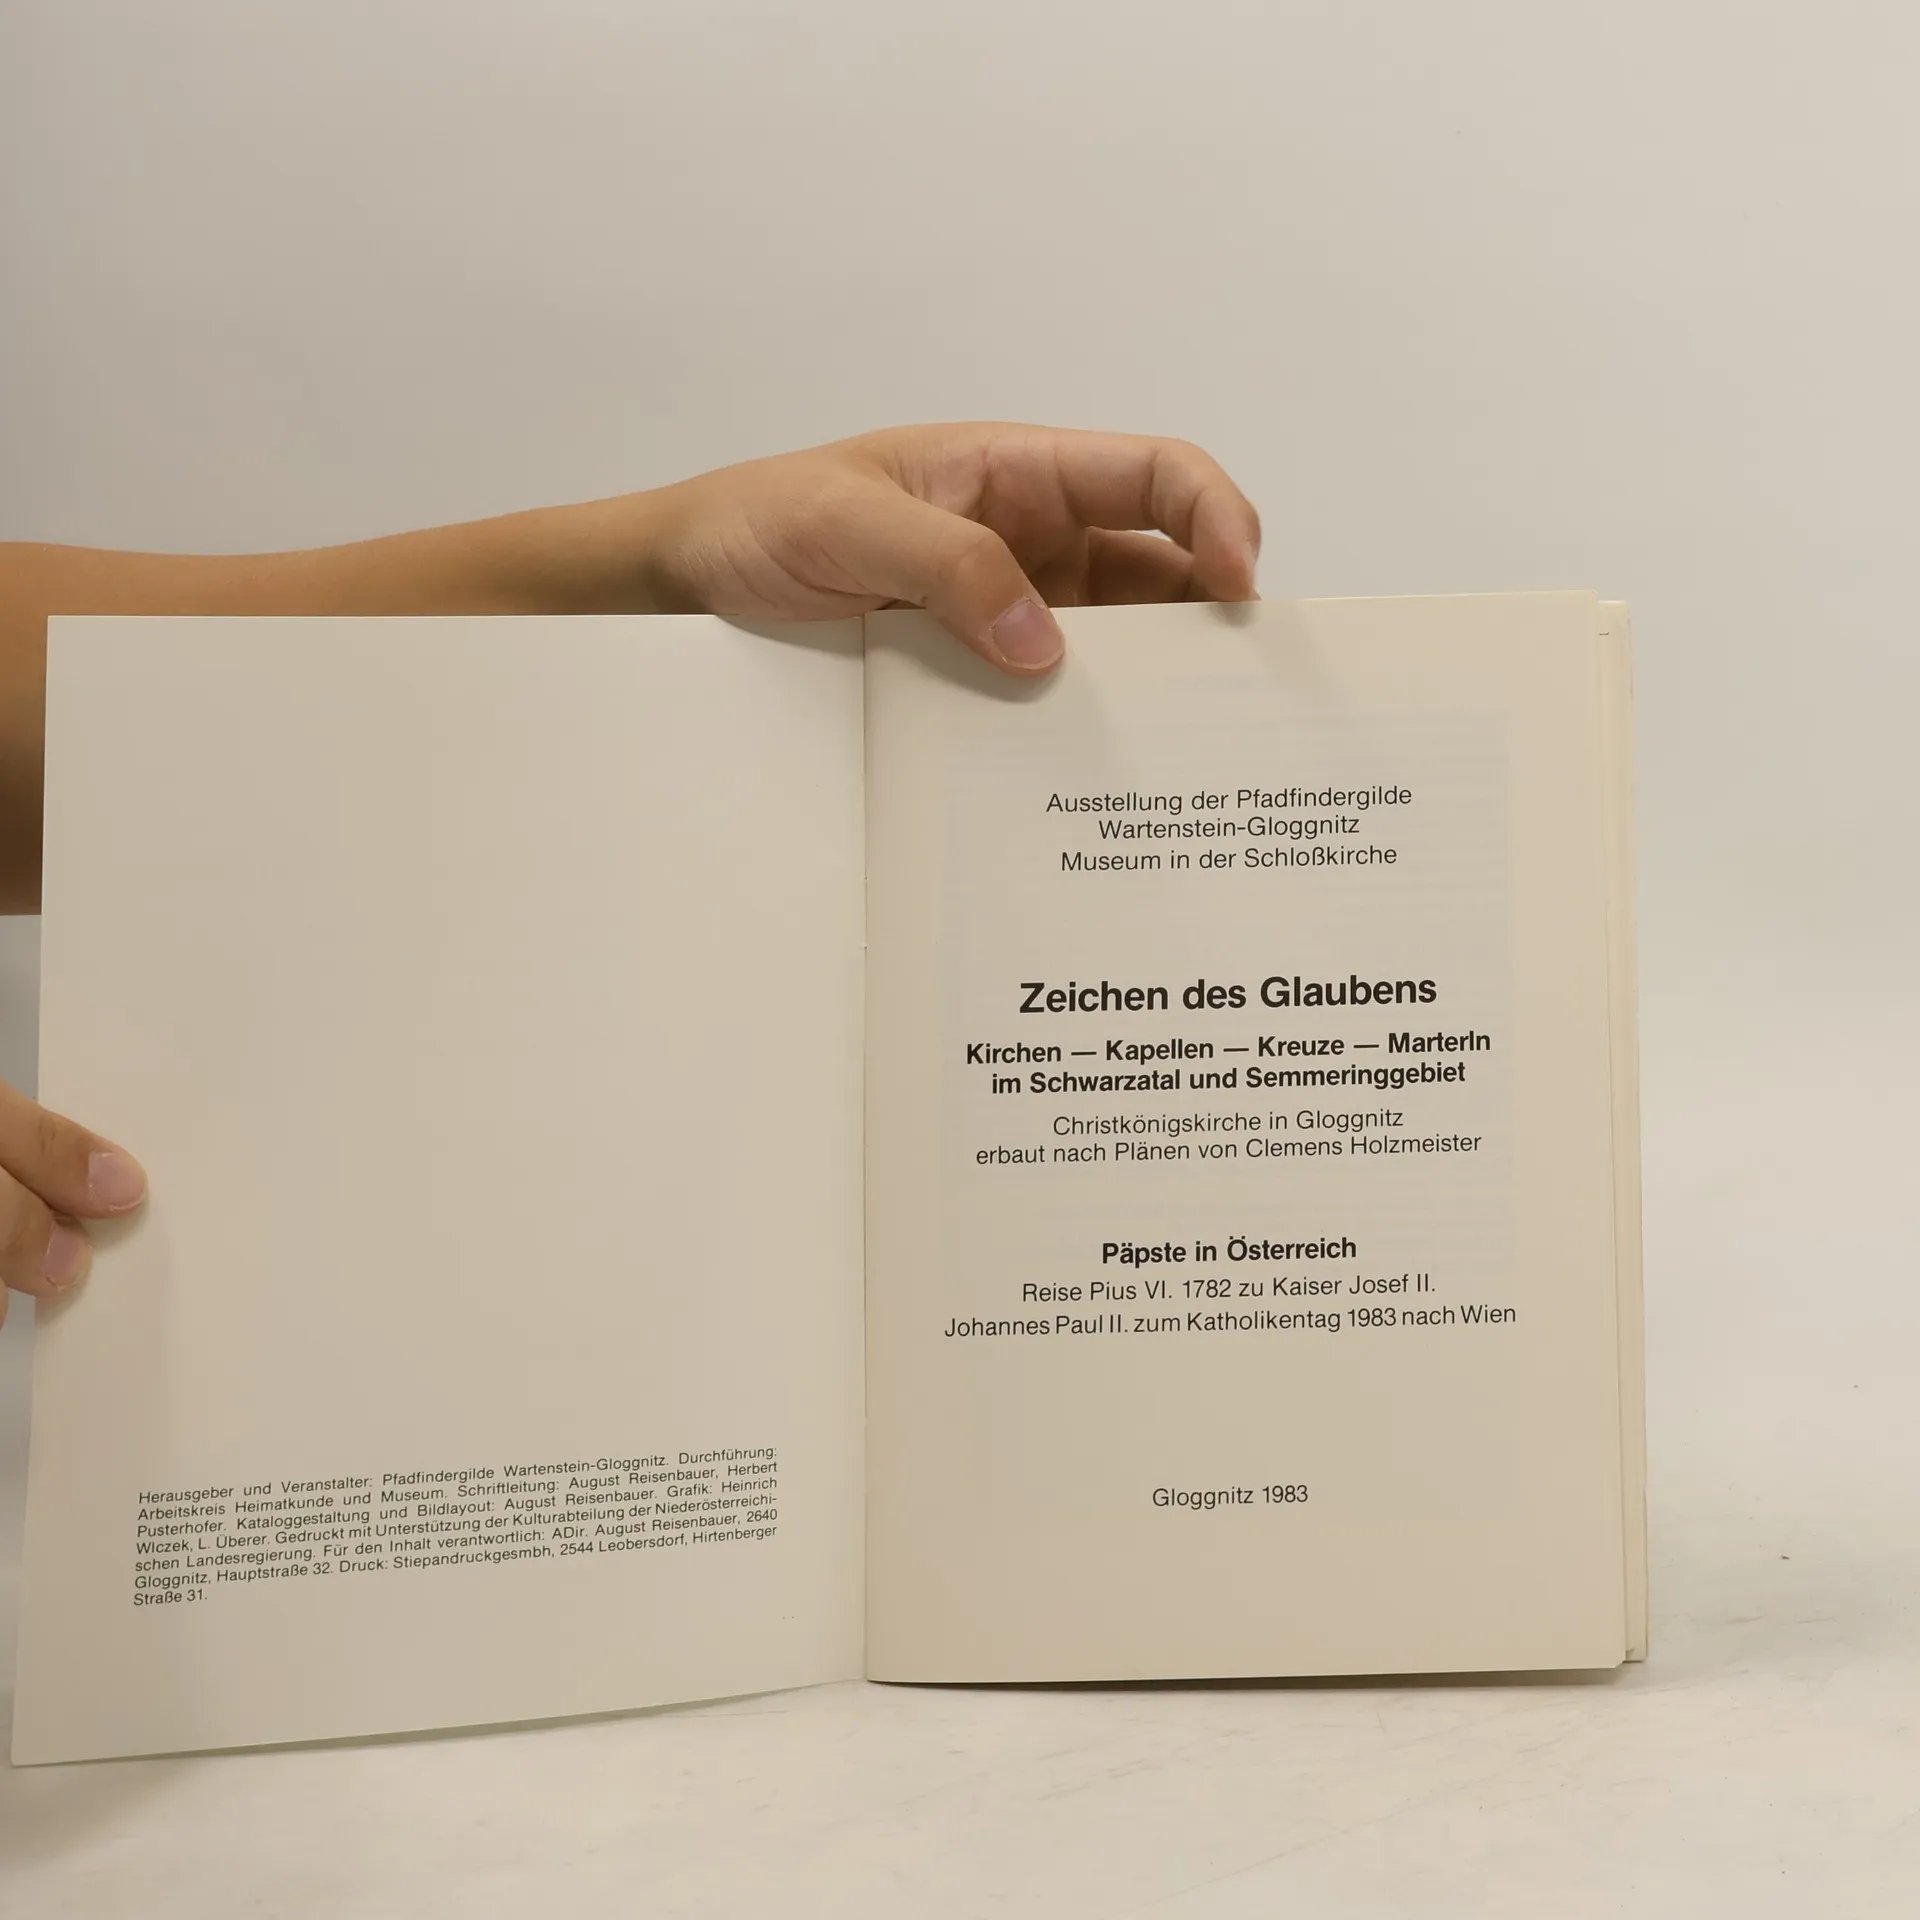 Herausgeber und Veranstalter: Pfadfindergilde Wartenstein-Gloggnitz. Durchführung:
Arbeitskreis Heimatkunde und Museum. Schriftleitung: August Reisenbauer, Herbert
Pusterhofer. Kataloggestaltung und Bildlayout: August Reisenbauer. Grafik: Heinrich
Wlczek, L. Überer. Gedruckt mit Unterstützung der Kulturabteilung der Niederösterreichi-
schen Landesregierung. Für den Inhalt verantwortlich: ADir. August Reisenbauer, 2640
Gloggnitz, Hauptstraße 32. Druck: Stiepandruckgesmbh, 2544 Leobersdorf, Hirtenberger
Straße 31.
Ausstellung der Pfadfindergilde
Wartenstein-Gloggnitz
Museum in der Schloßkirche
Zeichen des Glaubens
Kirchen — Kapellen — Kreuze — Marterln
im Schwarzatal und Semmeringgebiet
Christkönigskirche in Gloggnitz
erbaut nach Plänen von Clemens Holzmeister
Päpste in Österreich
Reise Pius VI. 1782 zu Kaiser Josef II.
Johannes Paul II. zum Katholikentag 1983 nach Wien
Gloggnitz 1983